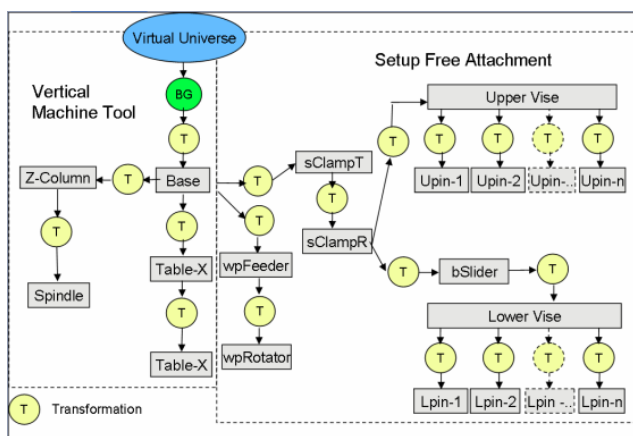 Virtual Universe
Setup Free Attachment
Vertical
Machine Tool
BG
T
Upper Vise
T
T
T
T
T
Upin-1
Upin-2
Upin-..
Upin-n
Z-Column
T
Base
T
sClampT
T
T
T
T
sClampR
wpFeeder
Table-X
Spindle
T
bSlider
T
T
T
Lower Vise
Table-X
wpRotator
T
T
T
T
Lpin-1
Lpin-2
Lpin -..
Lpin-n
T
Transformation